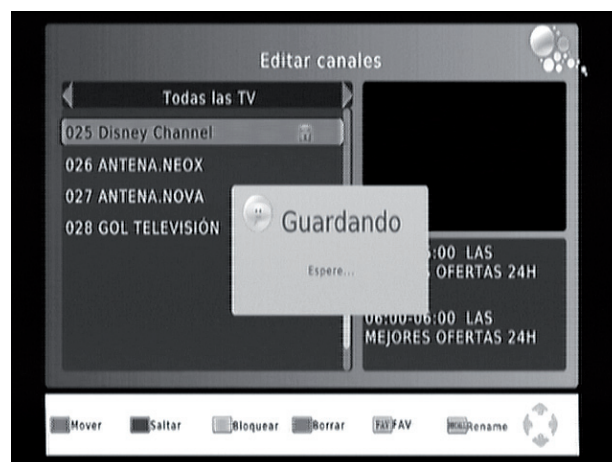 Editar canales
Todas las TV
025 Disney Channel
026 ANTENA.NEOX
027 ANTENA.NOVA
028 GOL TELEVISIÓN
Guardando
Espere...
:00 LAS
OFERTAS 24H
06:00-06:00 LAS
MEJORES OFERTAS 24H
Mover
Saltar
Bloquear
Borrar
FAV FAV
Rename